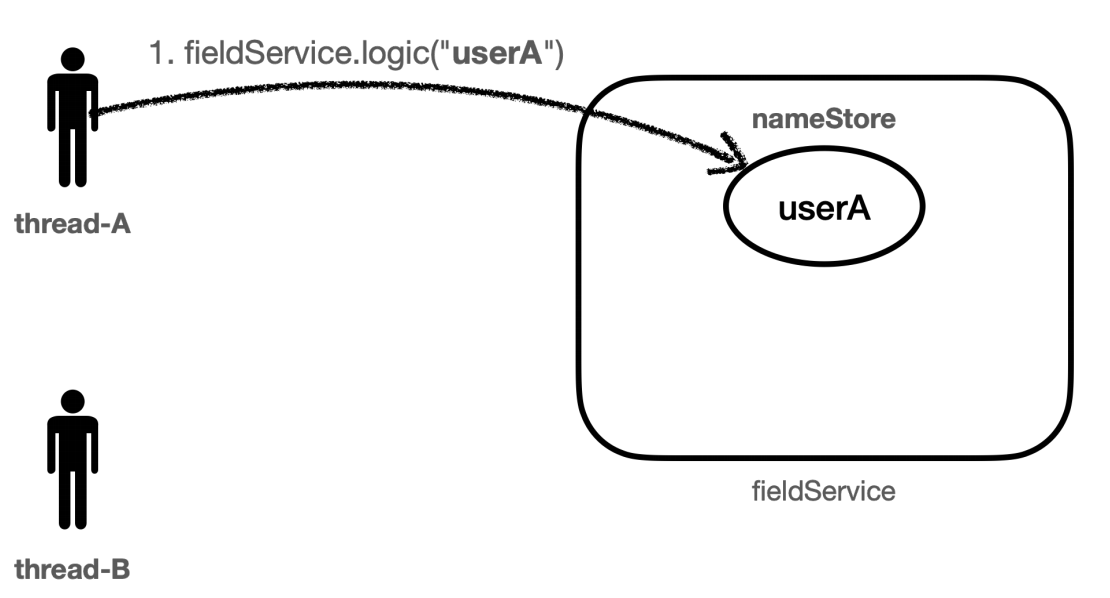 1. fieldService.logic("userA")
nameStore
userA
thread-A
fieldService
thread-B